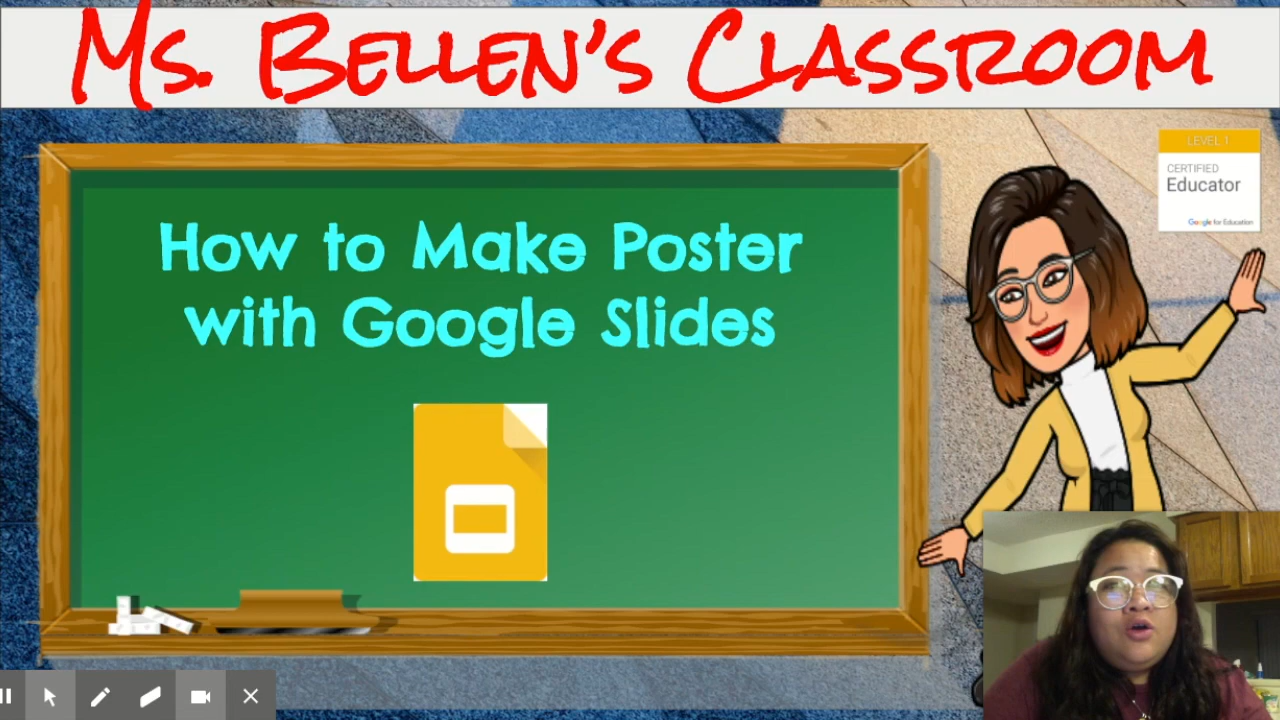 Ms. Bellen's Classroom
LEVEL 1
CERTIFIED
Educator
Google for Education
How to Make Poster
with Google Slides